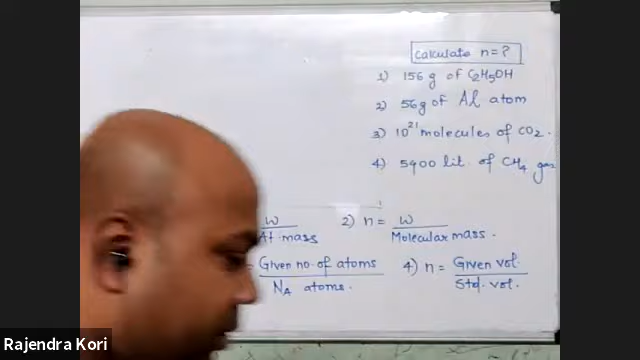 Calculate n=?
1) 156 g of C2H5OH
2) 56g of Al atom
3) 10^21 molecules of CO2.
4) 5900 lit. of CH4 gas
W
At. mass
2) n = W
Molecular mass.
= Given no. of atoms
NA atoms.
4) n = Given vol.
Std. vol.
Rajendra Kori